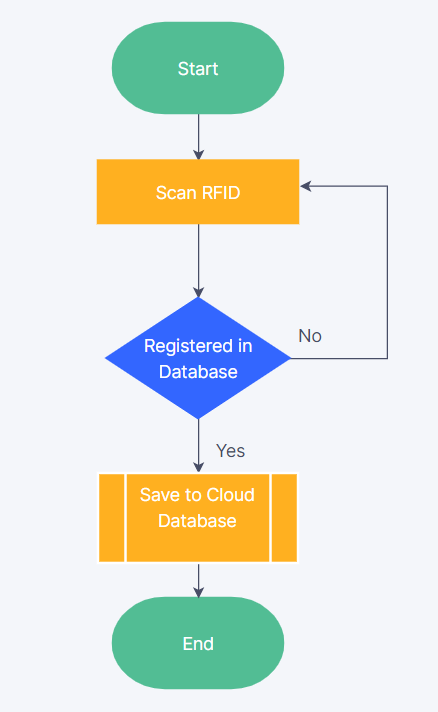 Start
Scan RFID
No
Registered in
Database
Yes
Save to Cloud
Database
End